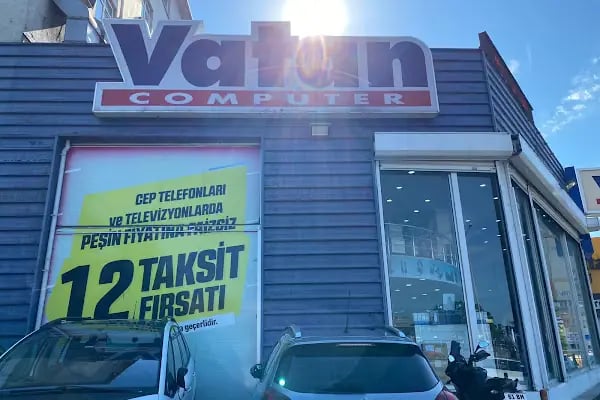 Vatan
COMPUTER
CEP TELEFONLARI
ve TELEVİZYONLARDA
PEŞİN FİYATINA FAİZSİZ
12 TAKSİT
FIRSATI
geçerlidir.